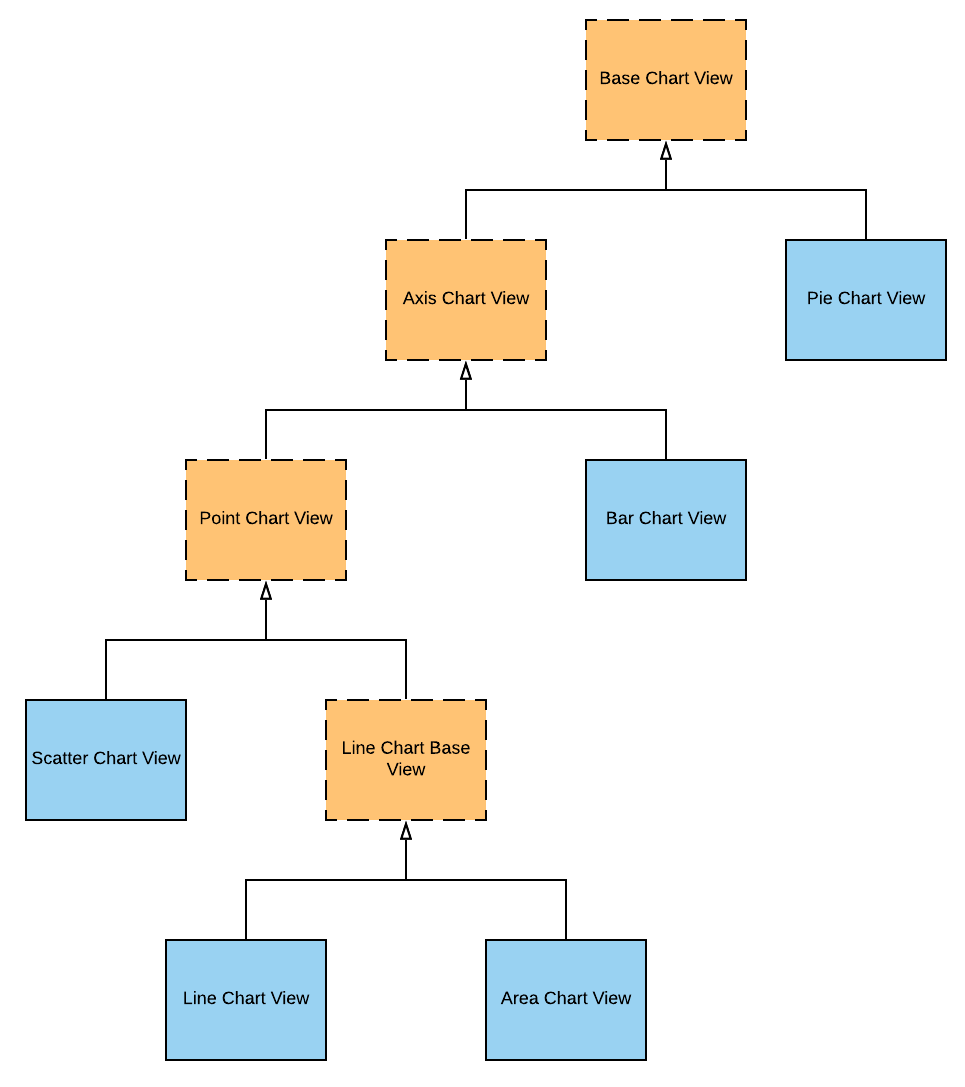 Base Chart View
Axis Chart View
Pie Chart View
Point Chart View
Bar Chart View
Scatter Chart View
Line Chart Base
View
Line Chart View
Area Chart View